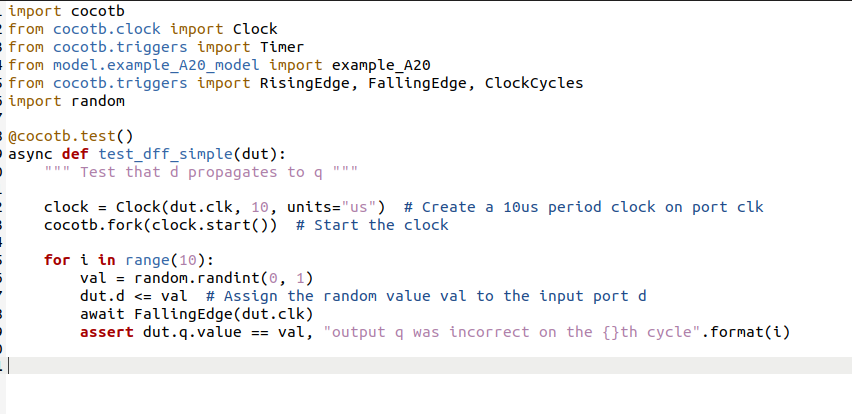 import cocotb
from cocotb.clock import Clock
from cocotb.triggers import Timer
from model.example_A20_model import example_A20
from cocotb.triggers import RisingEdge, FallingEdge, ClockCycles
import random
@cocotb.test()
async def test_dff_simple(dut):
    """ Test that d propagates to q """
    clock = Clock(dut.clk, 10, units="us")  # Create a 10us period clock on port clk
    cocotb.fork(clock.start())  # Start the clock
    for i in range(10):
        val = random.randint(0, 1)
        dut.d <= val  # Assign the random value val to the input port d
        await FallingEdge(dut.clk)
        assert dut.q.value == val, "output q was incorrect on the {}th cycle".format(i)